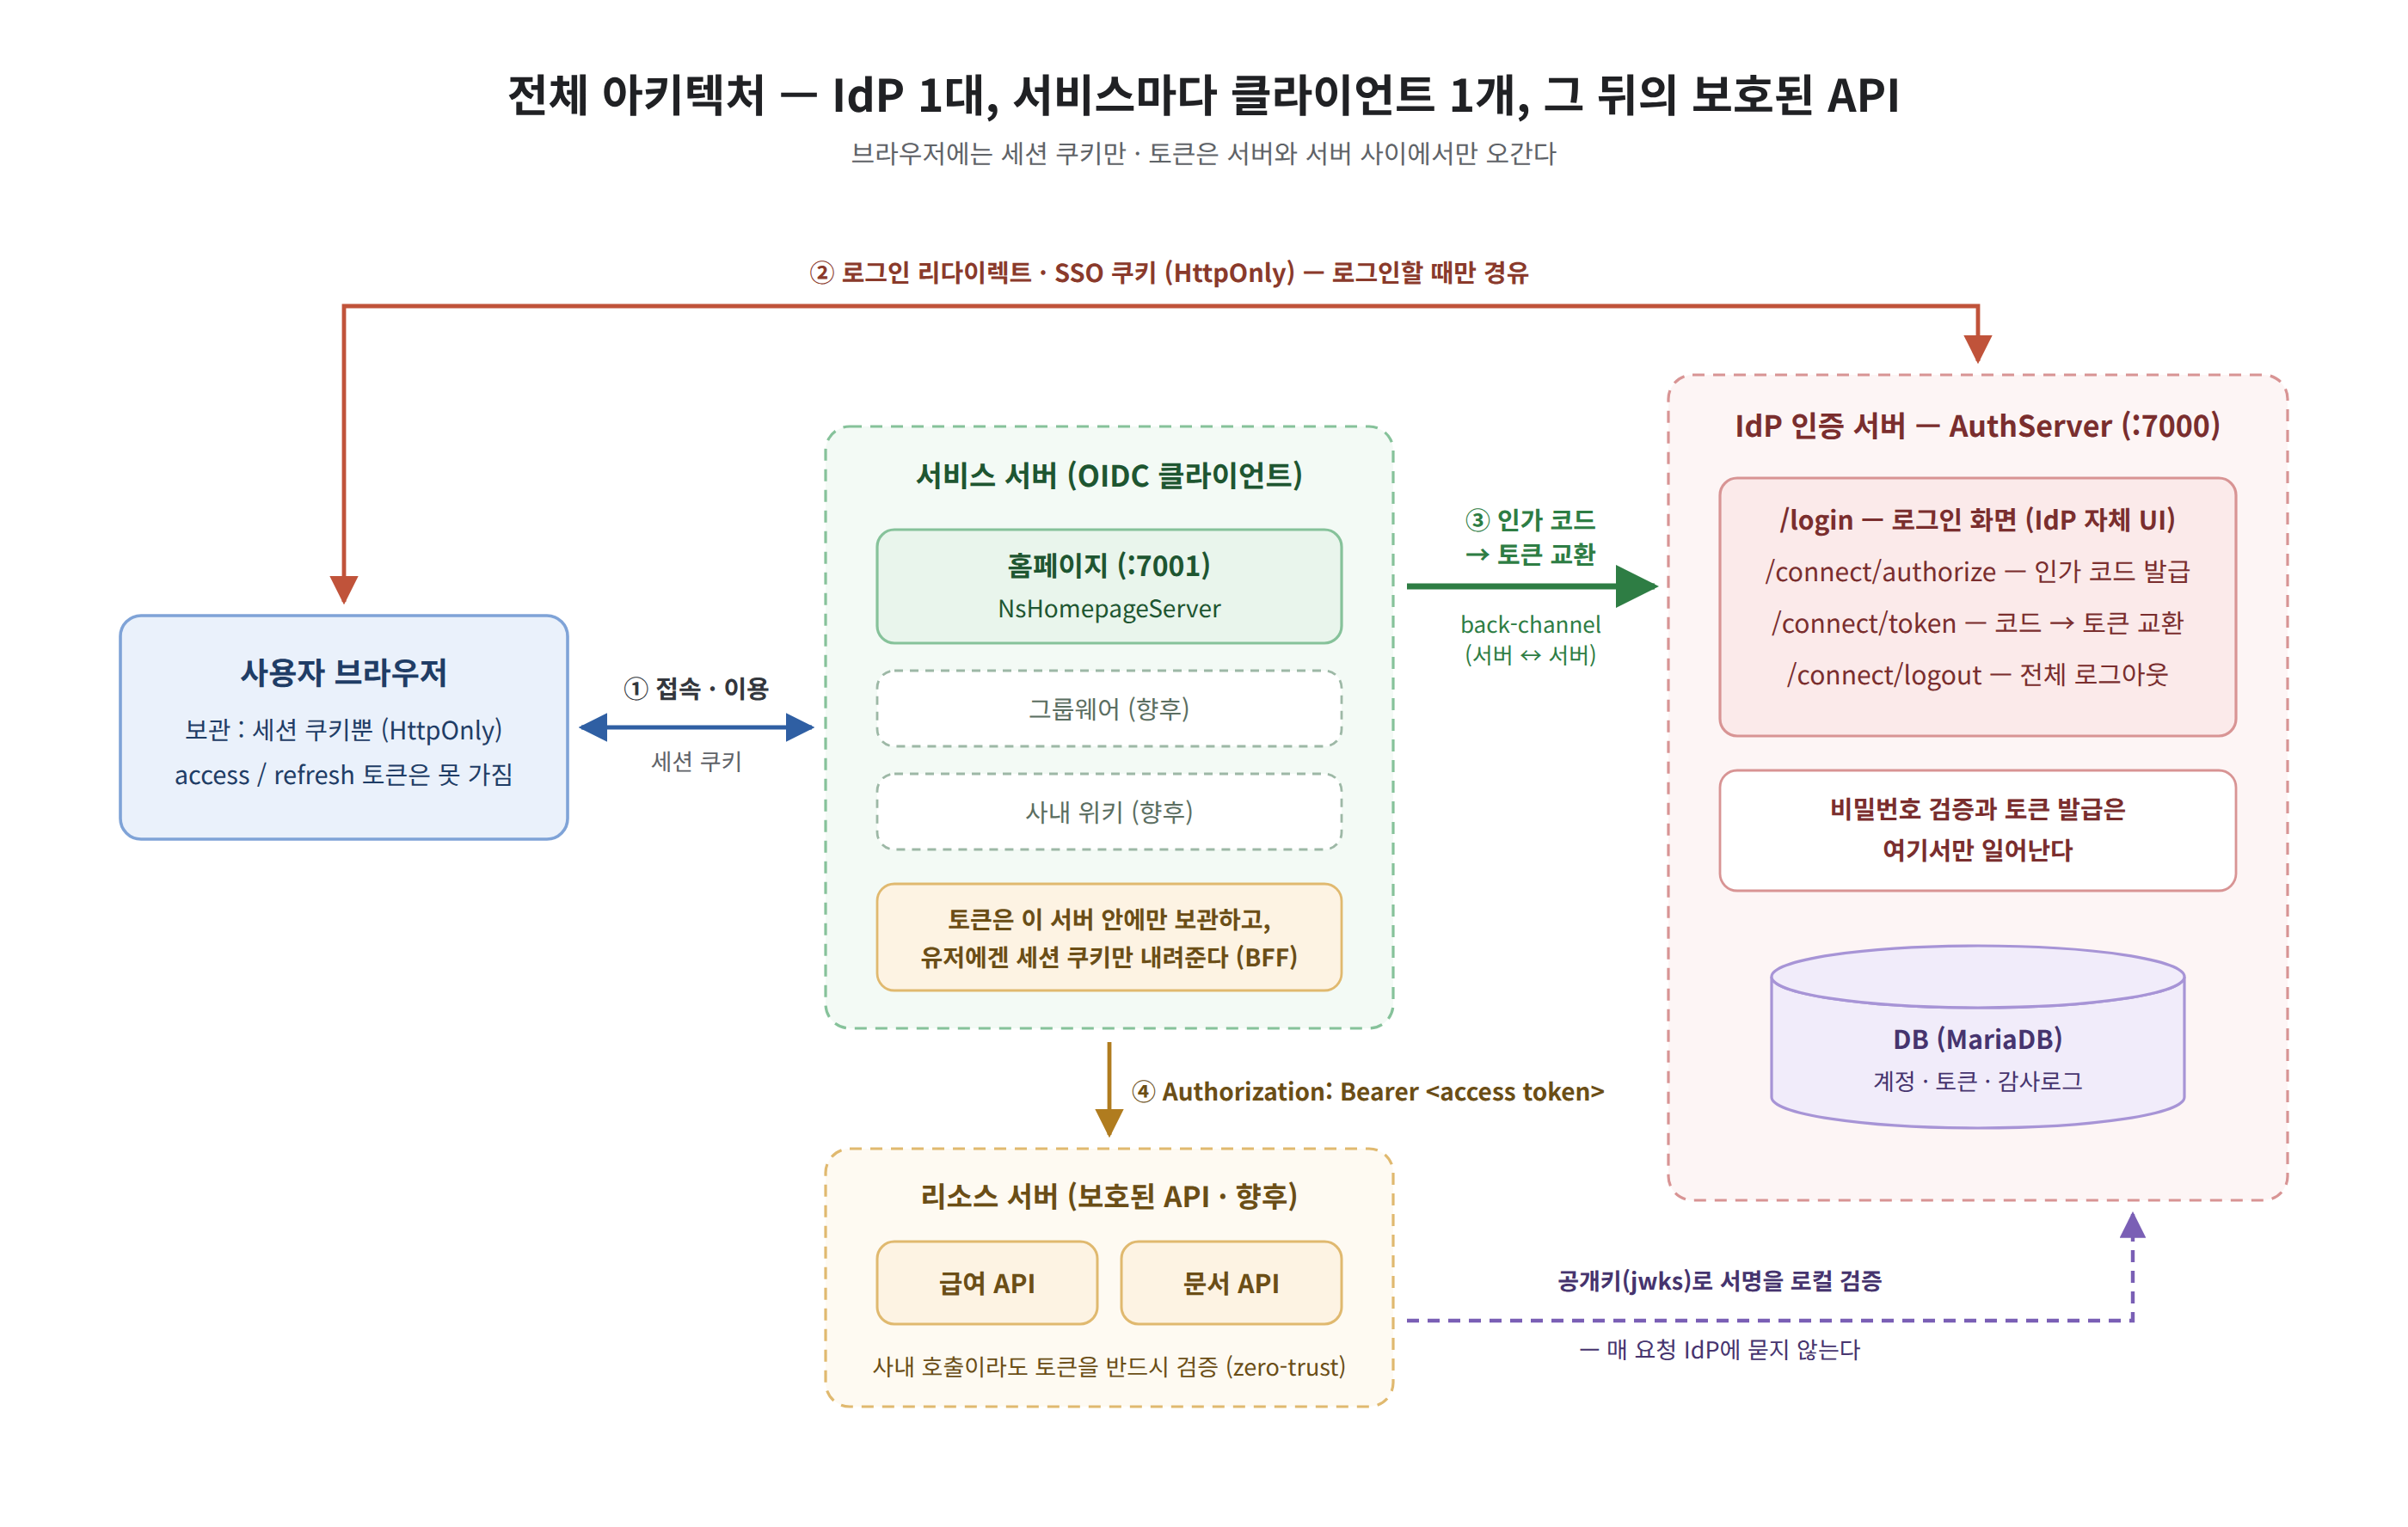 전체 아키텍처 — IdP 1대, 서비스마다 클라이언트 1개, 그 뒤의 보호된 API
브라우저에는 세션 쿠키만 · 토큰은 서버와 서버 사이에서만 오간다
② 로그인 리다이렉트 · SSO 쿠키 (HttpOnly) — 로그인할 때만 경유
사용자 브라우저
보관 : 세션 쿠키뿐 (HttpOnly)
access / refresh 토큰은 못 가짐
① 접속 · 이용
세션 쿠키
서비스 서버 (OIDC 클라이언트)
홈페이지 (:7001)
NsHomepageServer
그룹웨어 (향후)
사내 위키 (향후)
토큰은 이 서버 안에만 보관하고,
유저에겐 세션 쿠키만 내려준다 (BFF)
③ 인가 코드
→ 토큰 교환
back-channel
(서버 ↔ 서버)
IdP 인증 서버 — AuthServer (:7000)
/login — 로그인 화면 (IdP 자체 UI)
/connect/authorize — 인가 코드 발급
/connect/token — 코드 → 토큰 교환
/connect/logout — 전체 로그아웃
비밀번호 검증과 토큰 발급은
여기서만 일어난다
DB (MariaDB)
계정 · 토큰 · 감사로그
④ Authorization: Bearer <access token>
리소스 서버 (보호된 API · 향후)
급여 API
문서 API
사내 호출이라도 토큰을 반드시 검증 (zero-trust)
공개키(jwks)로 서명을 로컬 검증
— 매 요청 IdP에 묻지 않는다